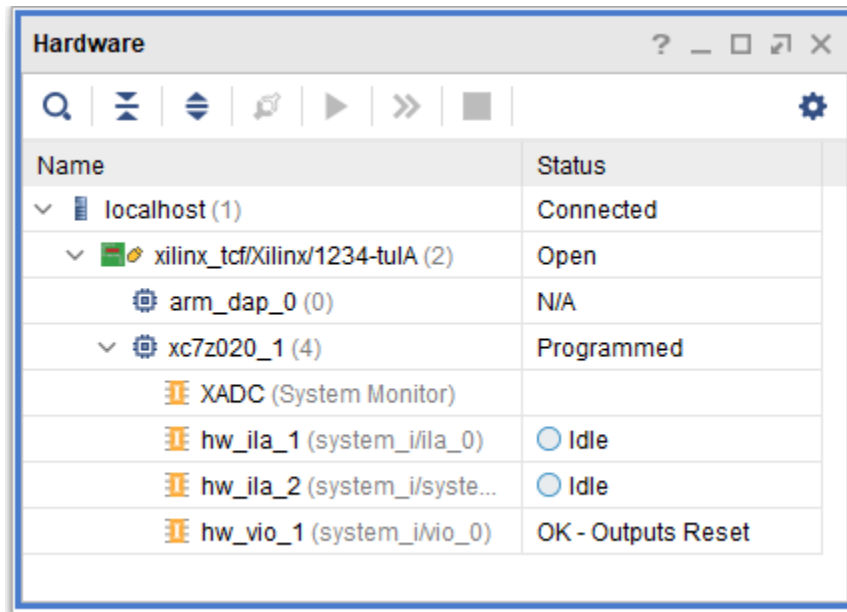 Hardware
Name Status
localhost (1) Connected
xilinx_tcf/Xilinx/1234-tulA (2) Open
arm_dap_0 (0) N/A
xc7z020_1 (4) Programmed
XADC (System Monitor)
hw_ila_1 (system_i/ila_0) Idle
hw_ila_2 (system_i/syste... Idle
hw_vio_1 (system_i/vio_0) OK - Outputs Reset